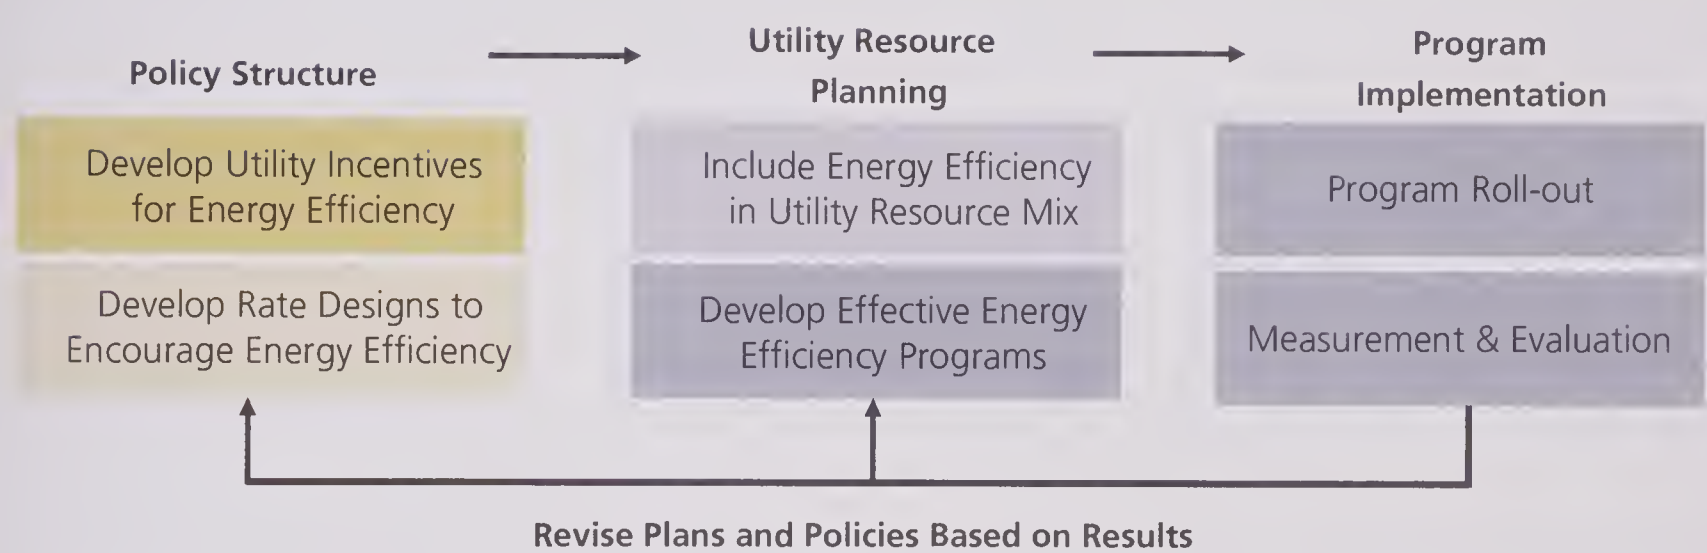 Policy Structure
Develop Utility Incentives
for Energy Efficiency
Develop Rate Designs to
Encourage Energy Efficiency
Utility Resource
Planning
Include Energy Efficiency
in Utility Resource Mix
Develop Effective Energy
Efficiency Programs
Program
Implementation
Program Roll-out
Measurement & Evaluation
Revise Plans and Policies Based on Results